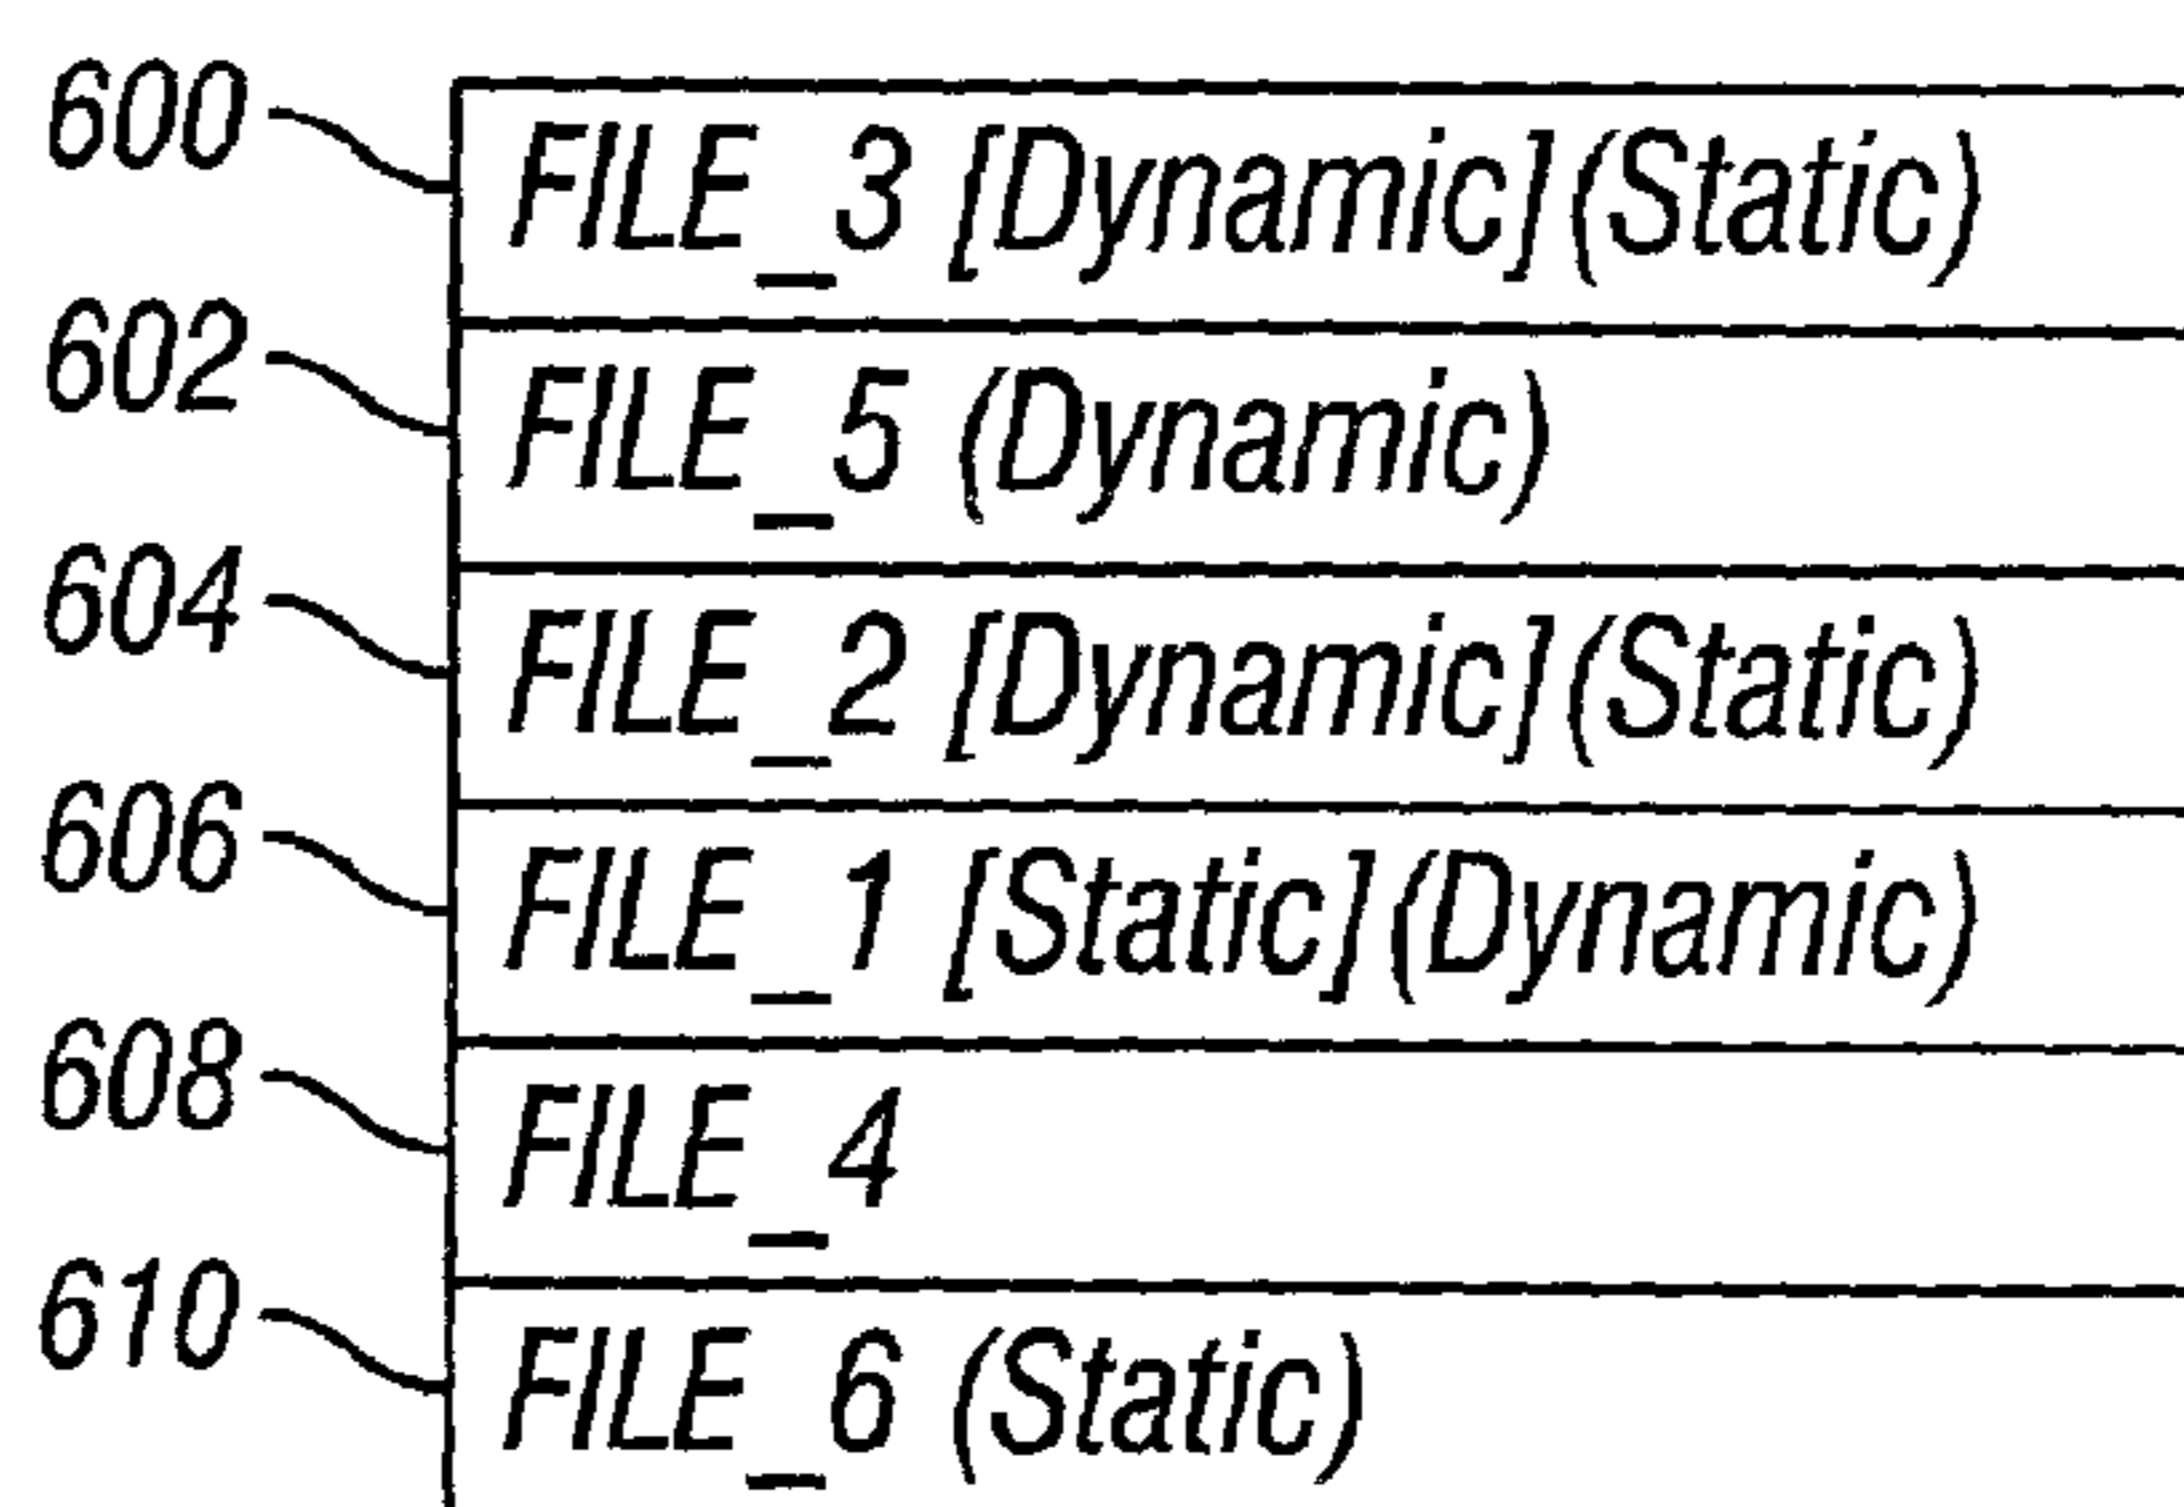 600 FILE_3 [Dynamic](Static)
602 FILE_5 (Dynamic)
604 FILE_2 [Dynamic](Static)
606 FILE_1 [Static](Dynamic)
608 FILE_4
610 FILE_6 (Static)